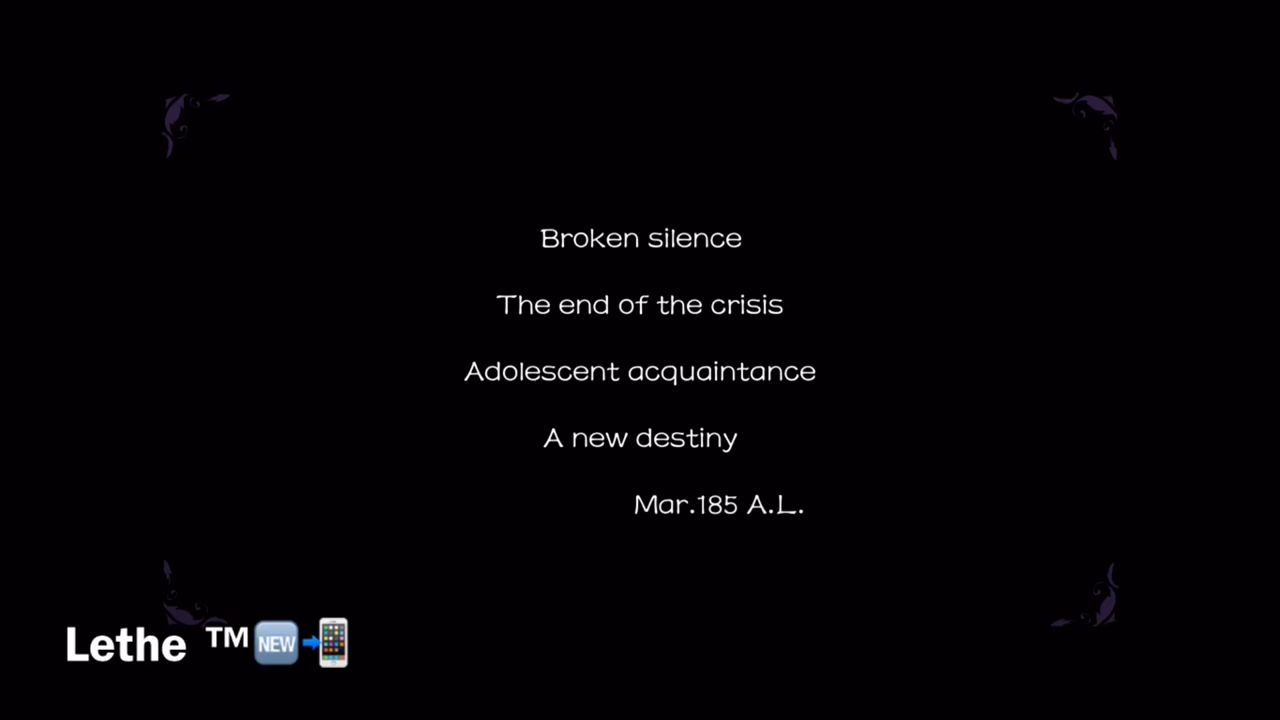 Broken silence
The end of the crisis
Adolescent acquaintance
A new destiny
Mar.185 A.L.
Lethe ™🆕📲